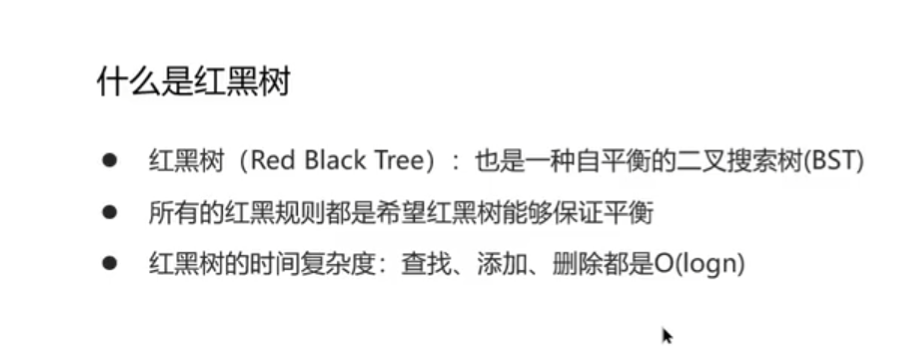 什么是红黑树
● 红黑树（Red Black Tree）：也是一种自平衡的二叉搜索树(BST)
● 所有的红黑规则都是希望红黑树能够保证平衡
● 红黑树的时间复杂度：查找、添加、删除都是O(logn)